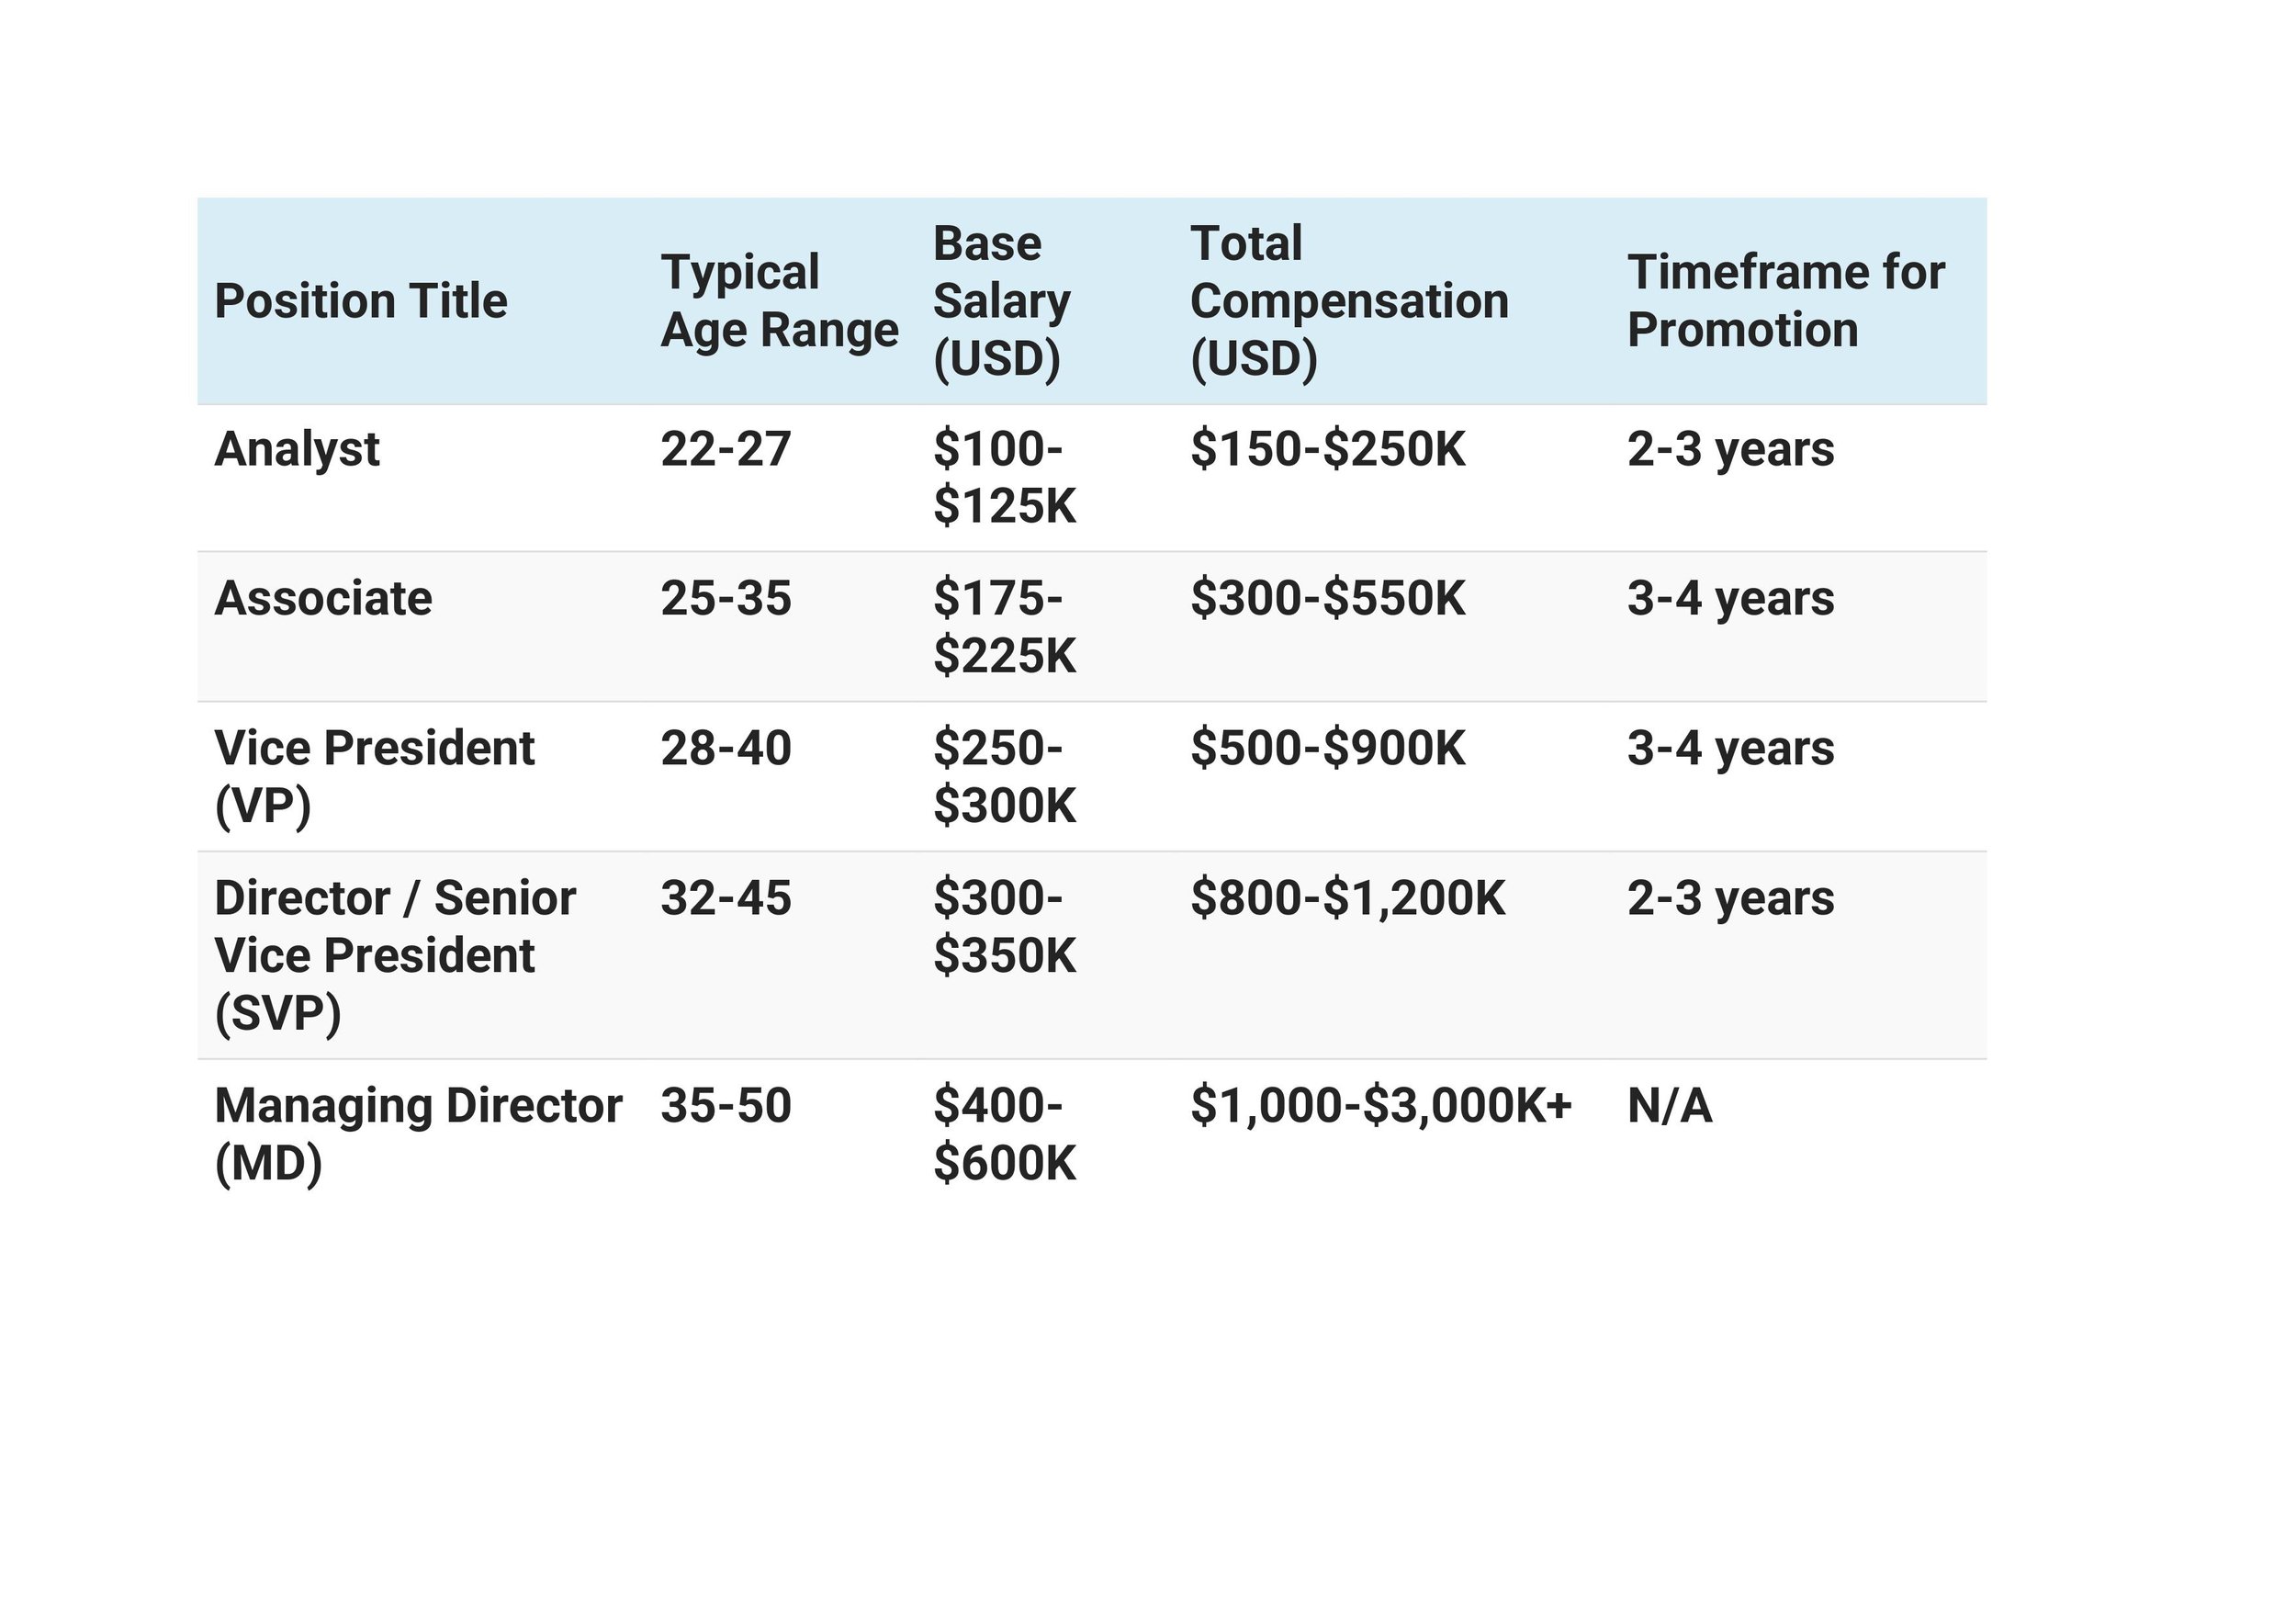 Position Title
Typical
Age Range
Base
Salary
(USD)
Total
Compensation
(USD)
Timeframe for
Promotion
Analyst
22-27
$100-
$125K
$150-$250K
2-3 years
Associate
25-35
$175-
$225K
$300-$550K
3-4 years
Vice President
(VP)
28-40
$250-
$300K
$500-$900K
3-4 years
Director / Senior
Vice President
(SVP)
32-45
$300-
$350K
$800-$1,200K
2-3 years
Managing Director
(MD)
35-50
$400-
$600K
$1,000-$3,000K+
N/A